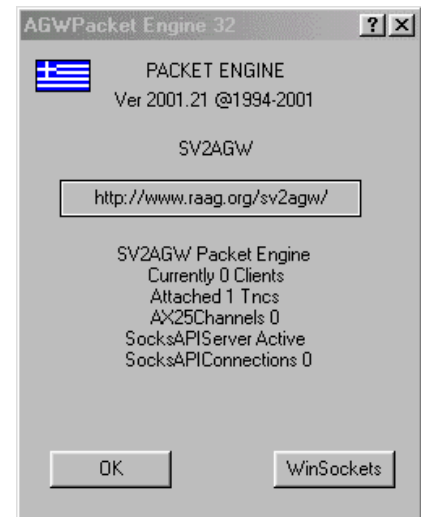 AGWPacket Engine 32
PACKET ENGINE
Ver 2001.21 @1994-2001
SV2AGW
http://www.raag.org/sv2agw/
SV2AGW Packet Engine
Currently 0 Clients
Attached 1 Tncs
AX25Channels 0
SocksAPIServer Active
SocksAPIConnections 0
OK
WinSockets